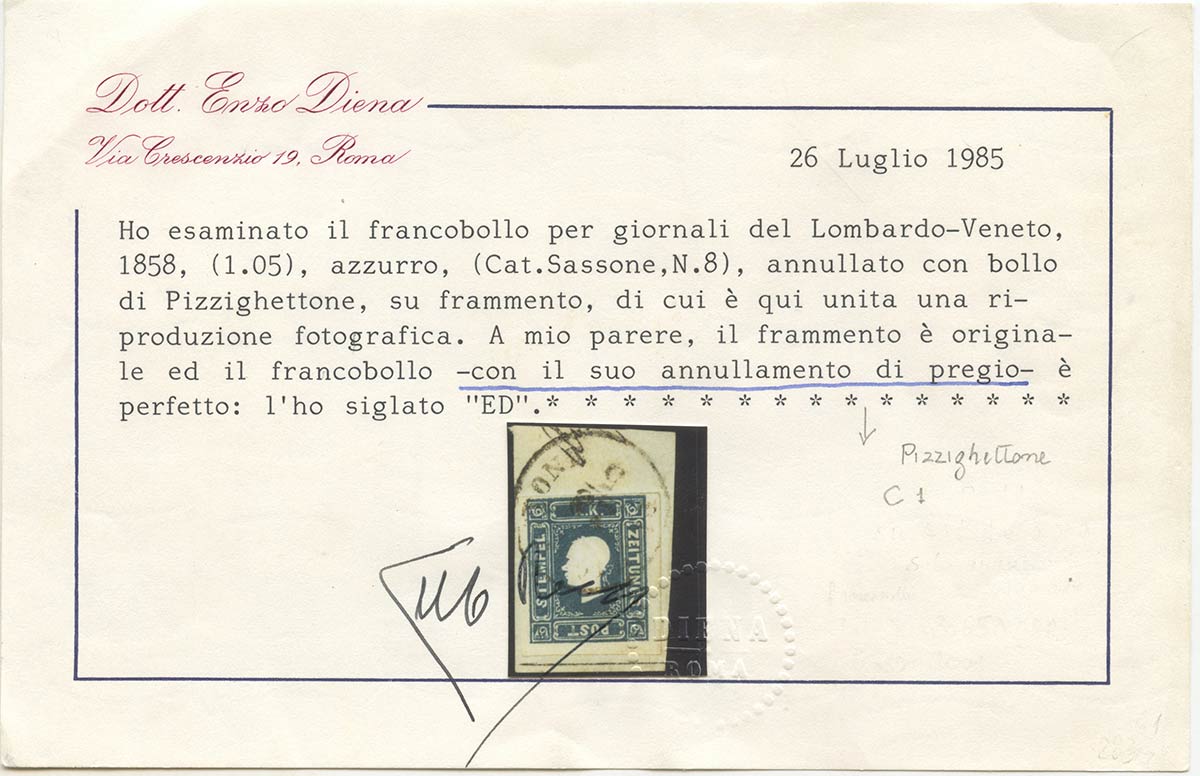 Dott. Enzo Diena
Via Crescenzio 19, Roma
26 Luglio 1985
Ho esaminato il francobollo per giornali del Lombardo-Veneto,
1858, (1.05), azzurro, (Cat.Sassone,N.8), annullato con bollo
di Pizzighettone, su frammento, di cui è qui unita una ri-
produzione fotografica. A mio parere, il frammento è origina-
le ed il francobollo -con il suo annullamento di pregio- è
perfetto: l'ho siglato "ED".* * * * * * * * * * * * * * *
Pizzighettone
C1
K.K.
STEMPEL
ZEITUNGS
POST
DIENA
ROMA